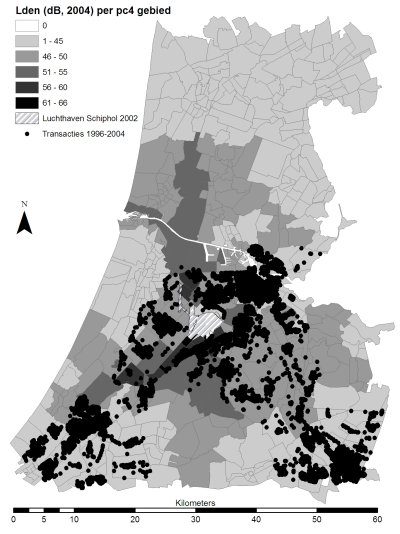 Lden (dB, 2004) per pc4 gebied
0
1 - 45
46 - 50
51 - 55
56 - 60
61 - 66
Luchthaven Schiphol 2002
Transacties 1996-2004
N
Kilometers
0 5 10 20 30 40 50 60